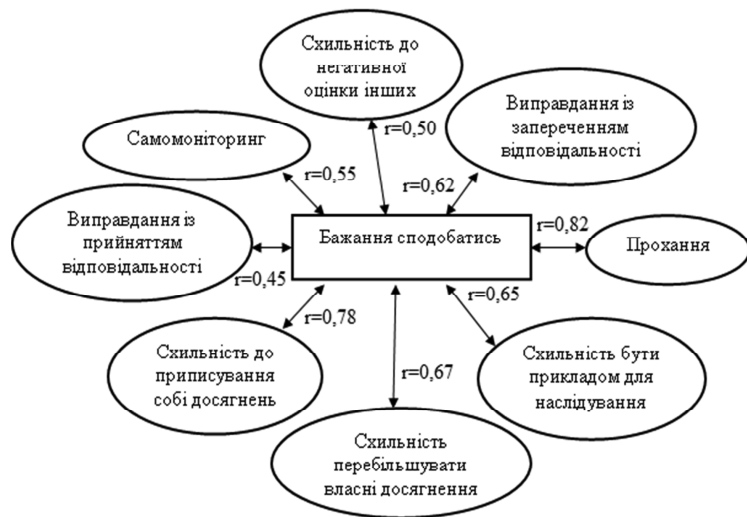 Схильність до
негативної
оцінки інших
Виправдання із
запереченням
відповідальності
Самомоніторинг
r=0,50
r=0,55
r=0,62
Виправдання із
прийняттям
відповідальності
Бажання сподобатись
r=0,82
Прохання
r=0,45
r=0,65
r=0,78
Схильність до
приписування
собі досягнень
r=0,67
Схильність бути
прикладом для
наслідування
Схильність
перебільшувати
власні досягнення